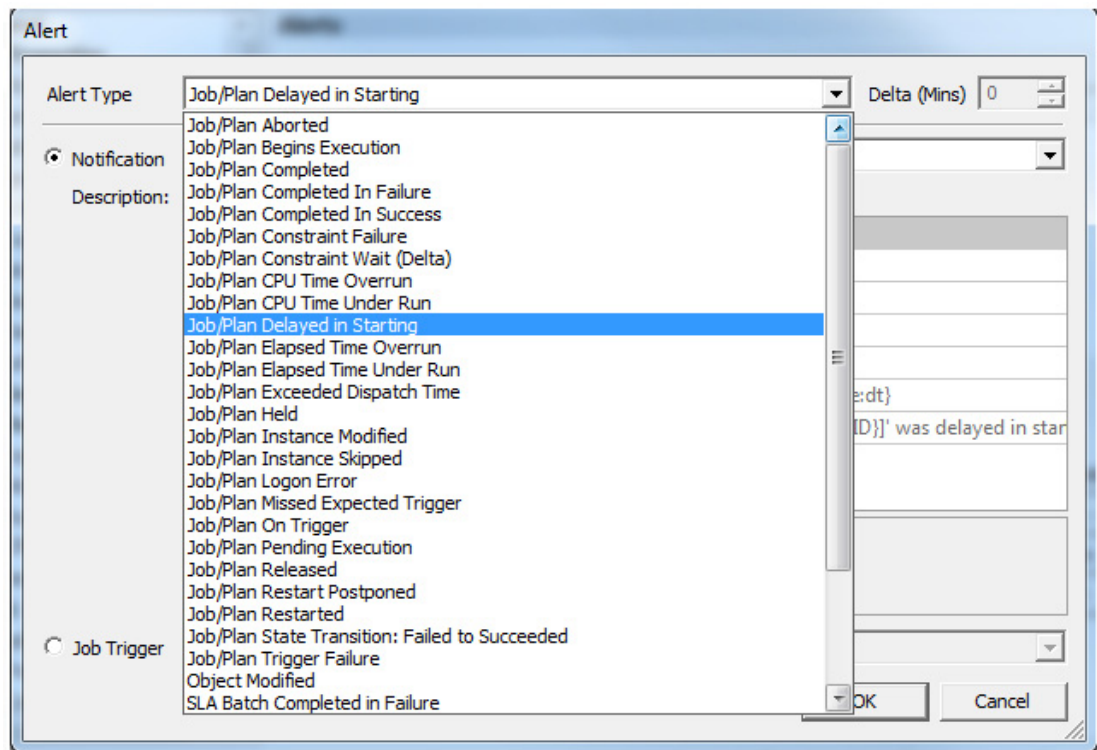 Alert
Alerts
Alert Type
Job/Plan Delayed in Starting
Delta (Mins)
0
Notification
Description:
Job/Plan Aborted
Job/Plan Begins Execution
Job/Plan Completed
Job/Plan Completed In Failure
Job/Plan Completed In Success
Job/Plan Constraint Failure
Job/Plan Constraint Wait (Delta)
Job/Plan CPU Time Overrun
Job/Plan CPU Time Under Run
Job/Plan Delayed in Starting
Job/Plan Elapsed Time Overrun
Job/Plan Elapsed Time Under Run
Job/Plan Exceeded Dispatch Time
Job/Plan Held
Job/Plan Instance Modified
Job/Plan Instance Skipped
Job/Plan Logon Error
Job/Plan Missed Expected Trigger
Job/Plan On Trigger
Job/Plan Pending Execution
Job/Plan Released
Job/Plan Restart Postponed
Job/Plan Restarted
Job/Plan State Transition: Failed to Succeeded
Job/Plan Trigger Failure
Object Modified
SLA Batch Completed in Failure
e:dt}
ID}]' was delayed in star
Job Trigger
OK
Cancel